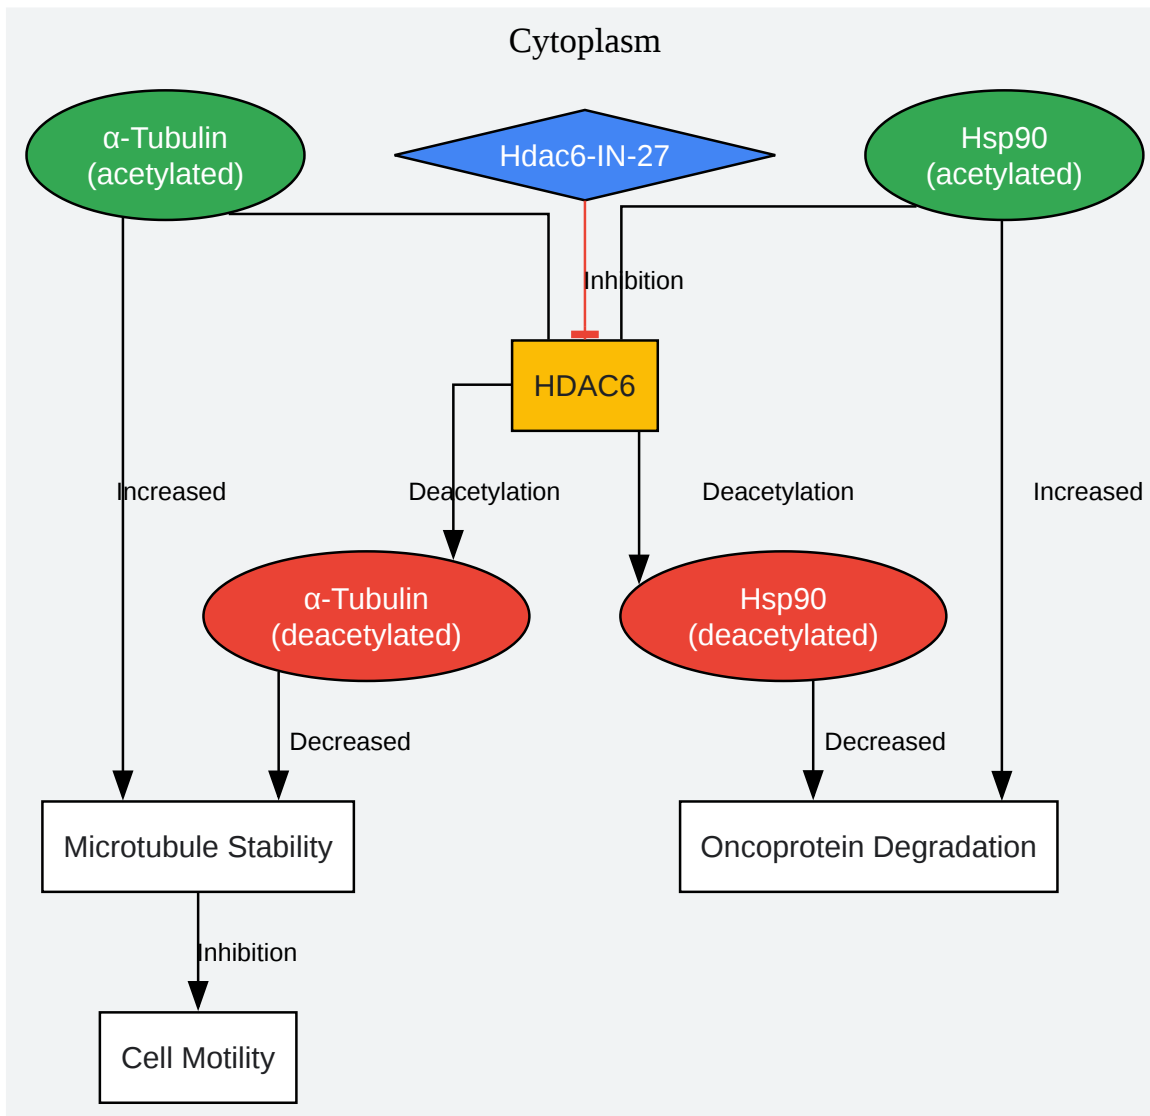 Cytoplasm
α-Tubulin
(acetylated)
Hdac6-IN-27
Hsp90
(acetylated)
Inhibition
HDAC6
Increased
Deacetylation
Deacetylation
Increased
α-Tubulin
(deacetylated)
Hsp90
(deacetylated)
Decreased
Decreased
Microtubule Stability
Oncoprotein Degradation
Inhibition
Cell Motility